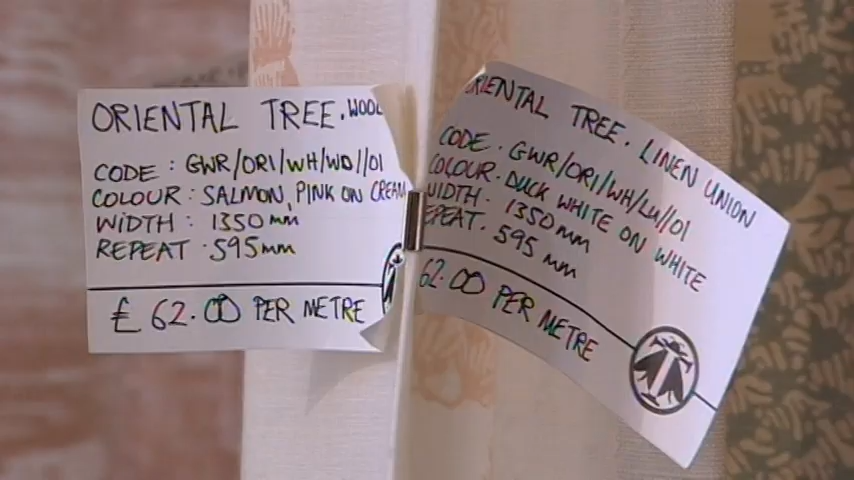 ORIENTAL TREE. WOOL
CODE : GWR/ORI/WH/WO//01
COLOUR : SALMON, PINK ON CREAM
WIDTH : 1350mm
REPEAT . 595mm
£ 62.00 PER METRE
ORIENTAL TREE. LINEN UNION
CODE . GWR/ORI/WH/LU/01
COLOUR. DUCK WHITE ON WHITE
WIDTH. 1350mm
REPEAT. 595 mm
62.00 PER METRE